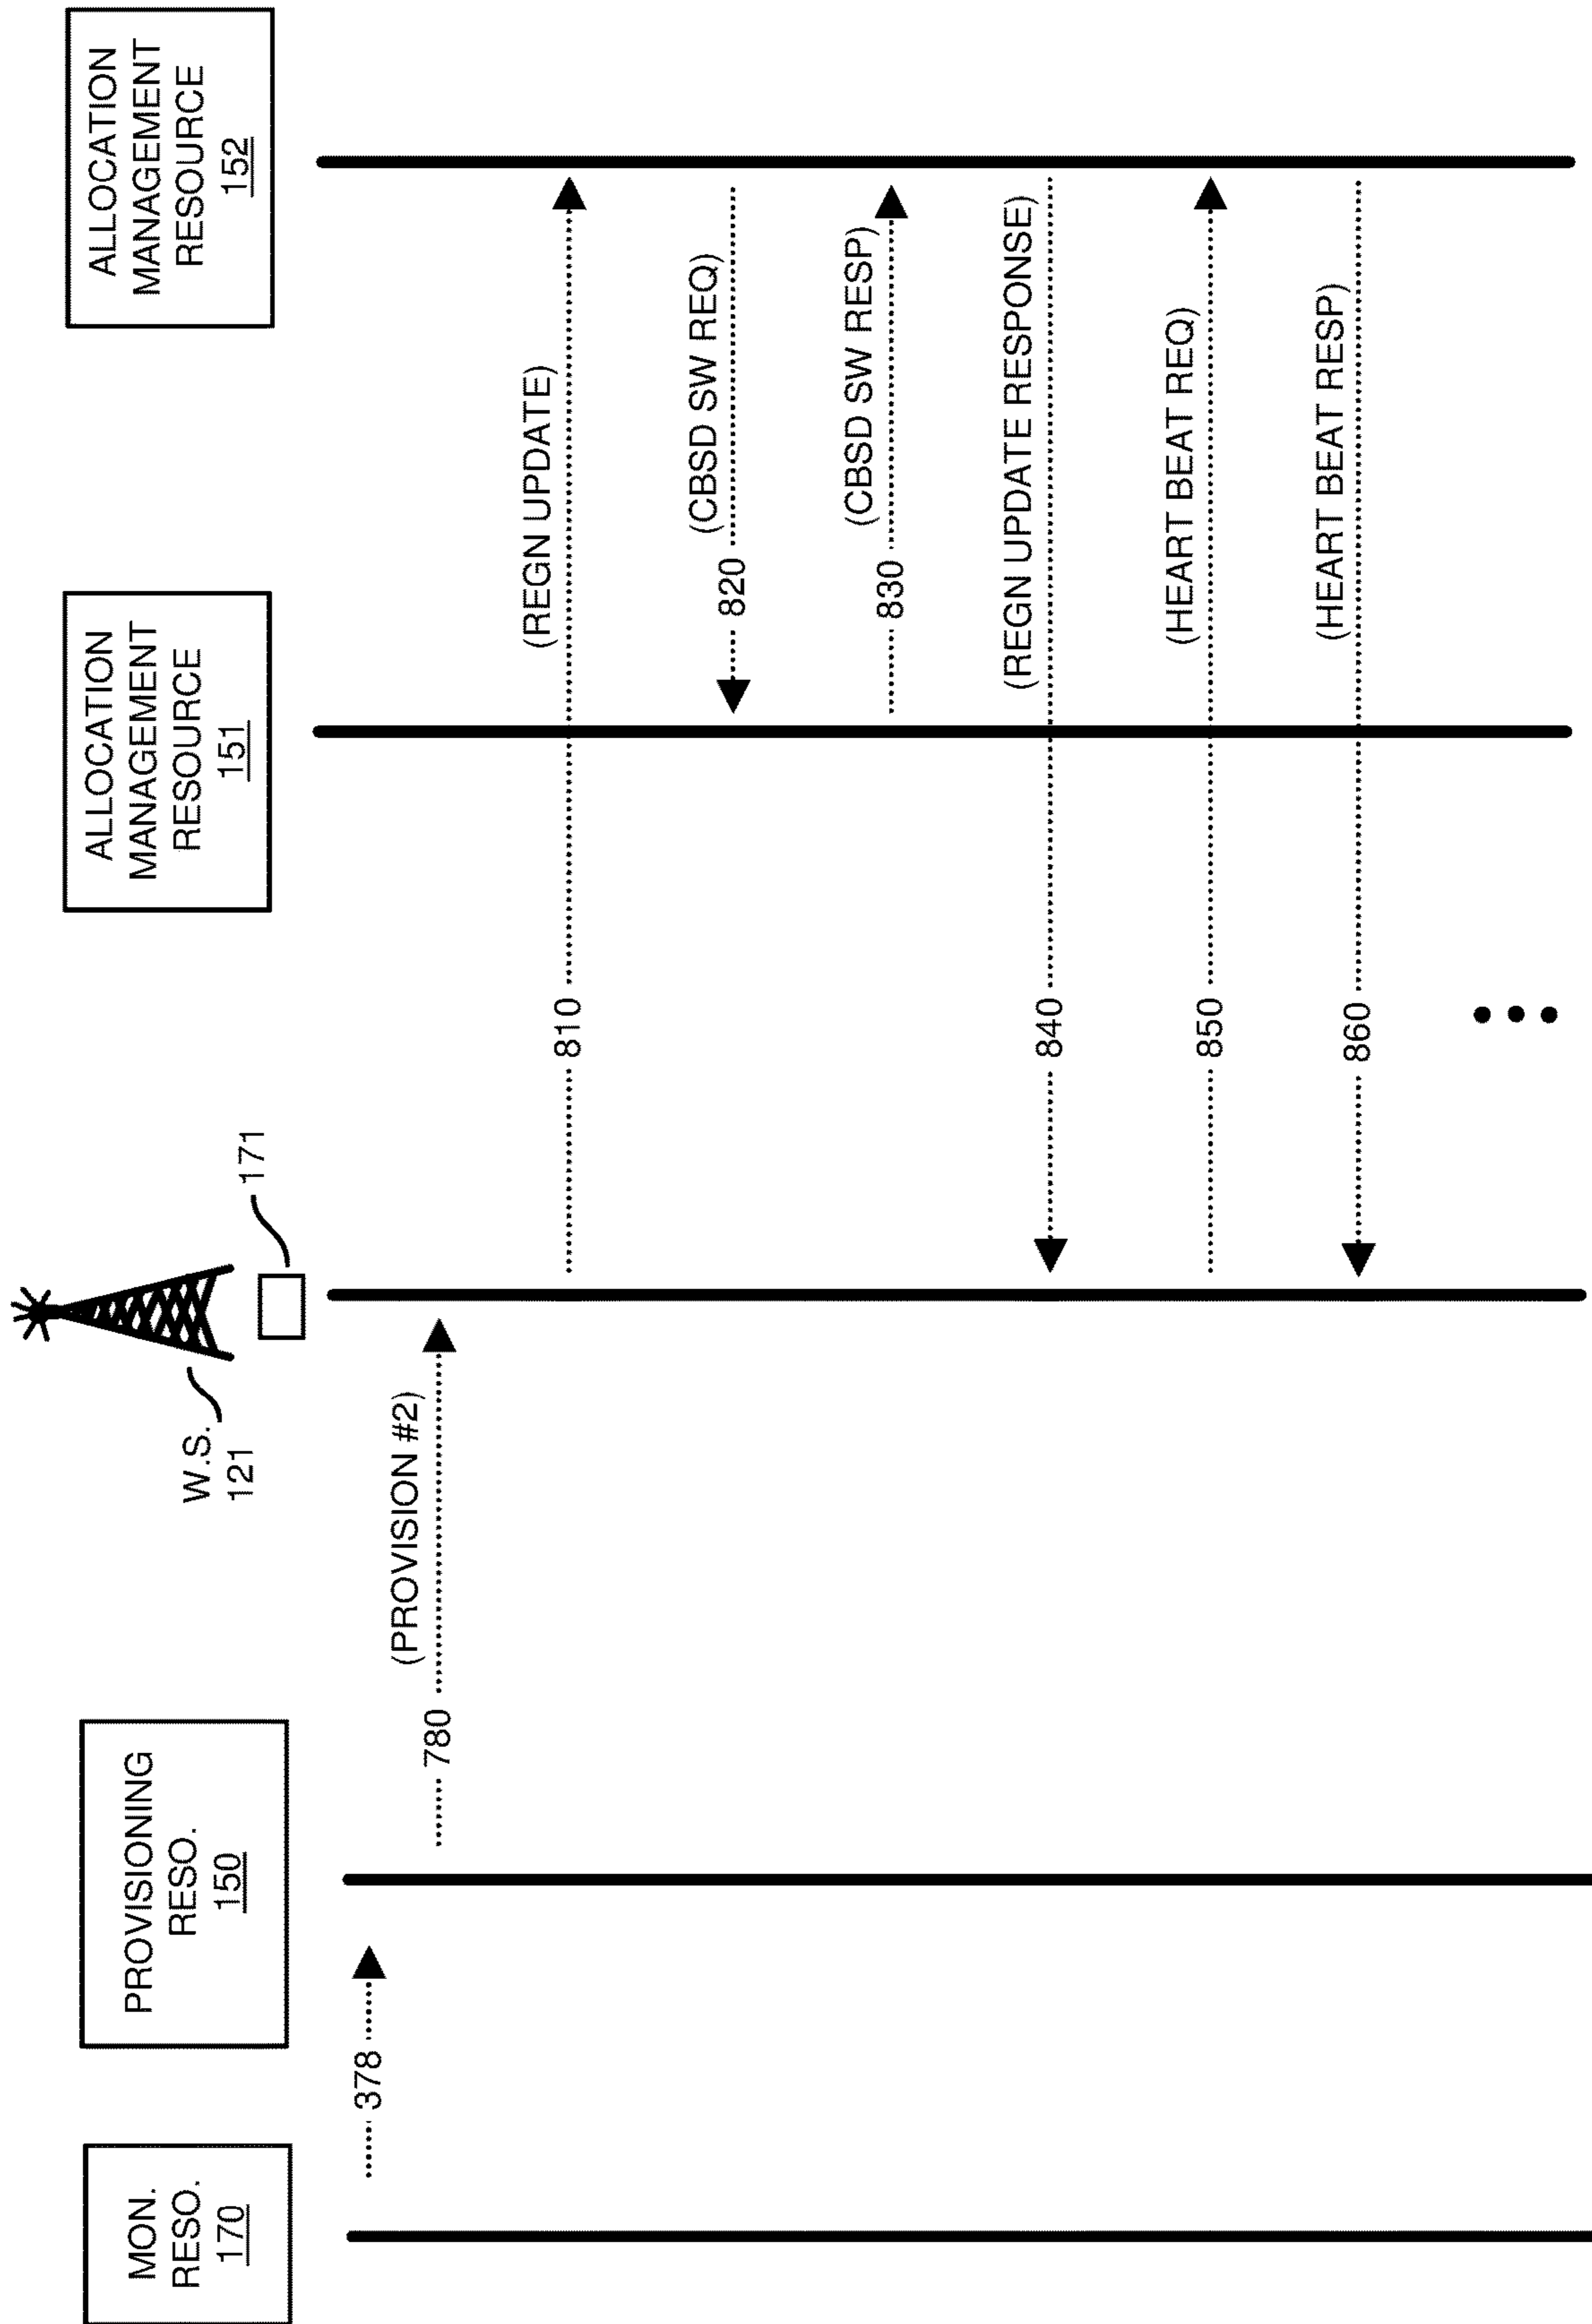 MON.
RESO.
170
PROVISIONING
RESO.
150
W.S.
121
171
ALLOCATION
MANAGEMENT
RESOURCE
151
ALLOCATION
MANAGEMENT
RESOURCE
152
378
(PROVISION #2)
780
(REGN UPDATE)
810
(CBSD SW REQ)
820
(CBSD SW RESP)
830
(REGN UPDATE RESPONSE)
840
(HEART BEAT REQ)
850
(HEART BEAT RESP)
860